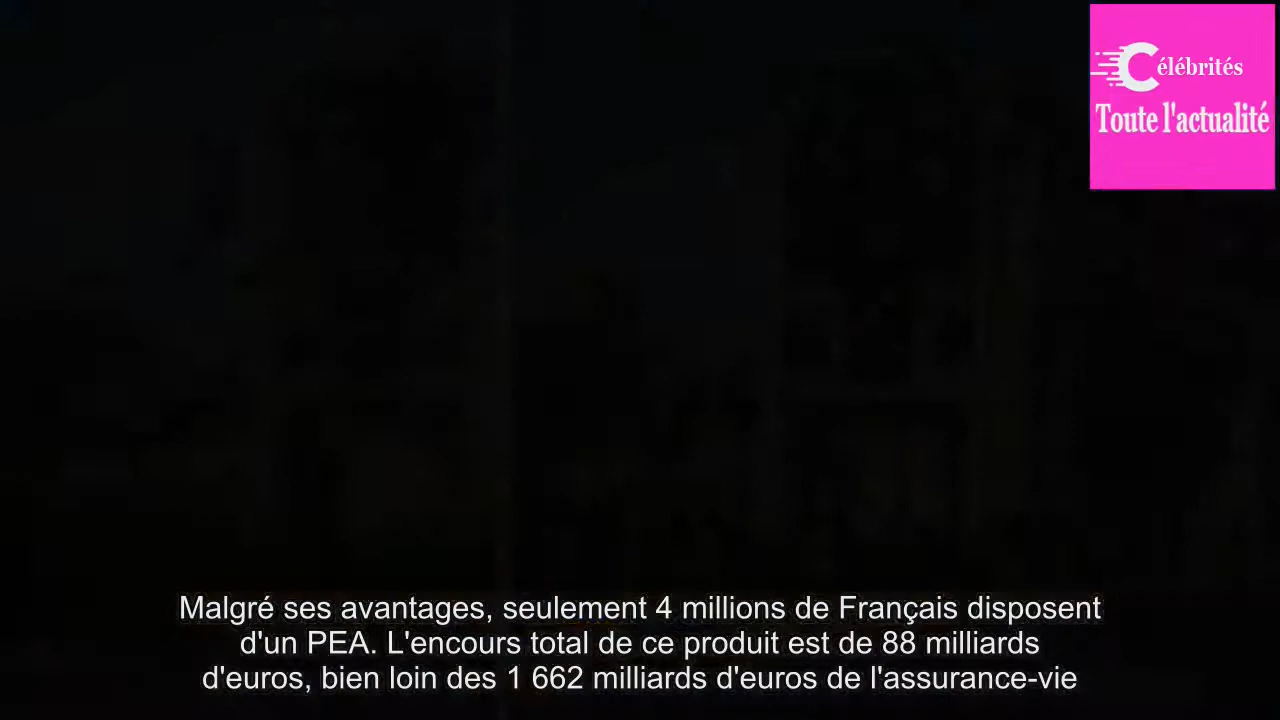 Célébrités
Toute l'actualité
Malgré ses avantages, seulement 4 millions de Français disposent
d'un PEA. L'encours total de ce produit est de 88 milliards
d'euros, bien loin des 1 662 milliards d'euros de l'assurance-vie